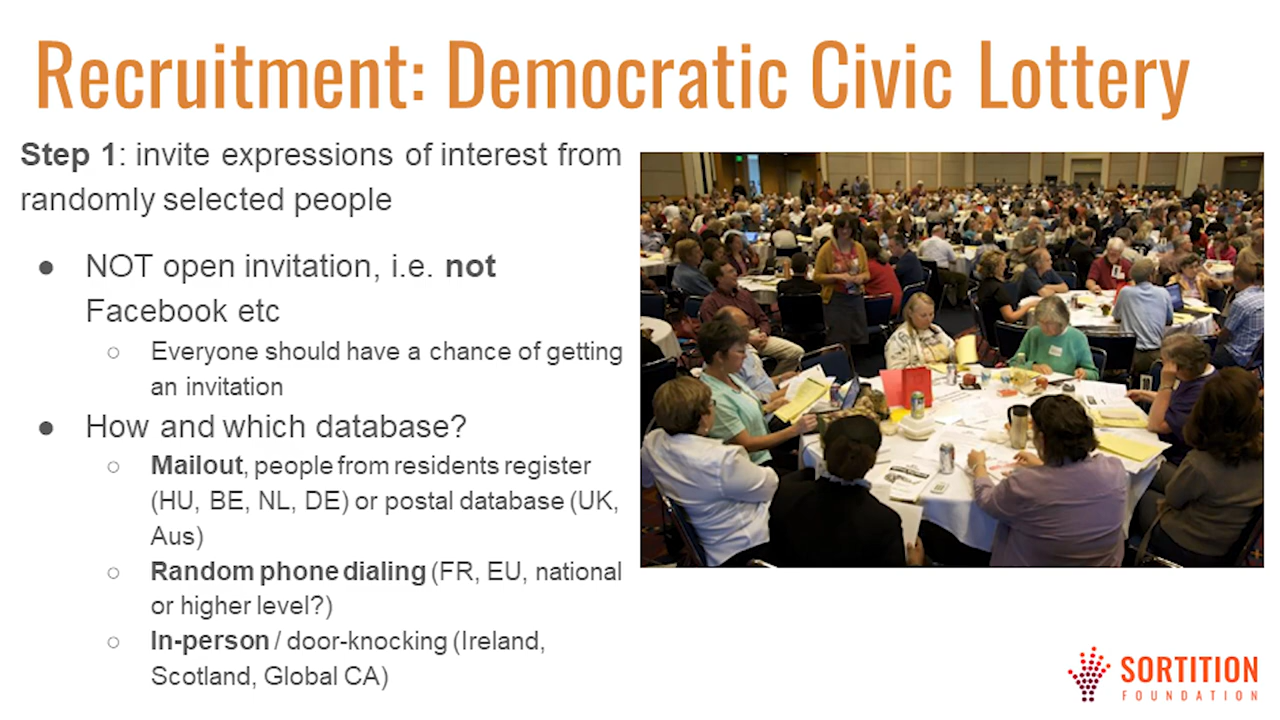 Recruitment: Democratic Civic Lottery
Step 1: invite expressions of interest from
randomly selected people
● NOT open invitation, i.e. not
Facebook etc
○ Everyone should have a chance of getting
an invitation
● How and which database?
○ Mailout, people from residents register
(HU, BE, NL, DE) or postal database (UK,
Aus)
○ Random phone dialing (FR, EU, national
or higher level?)
○ In-person / door-knocking (Ireland,
Scotland, Global CA)
SORTITION
FOUNDATION